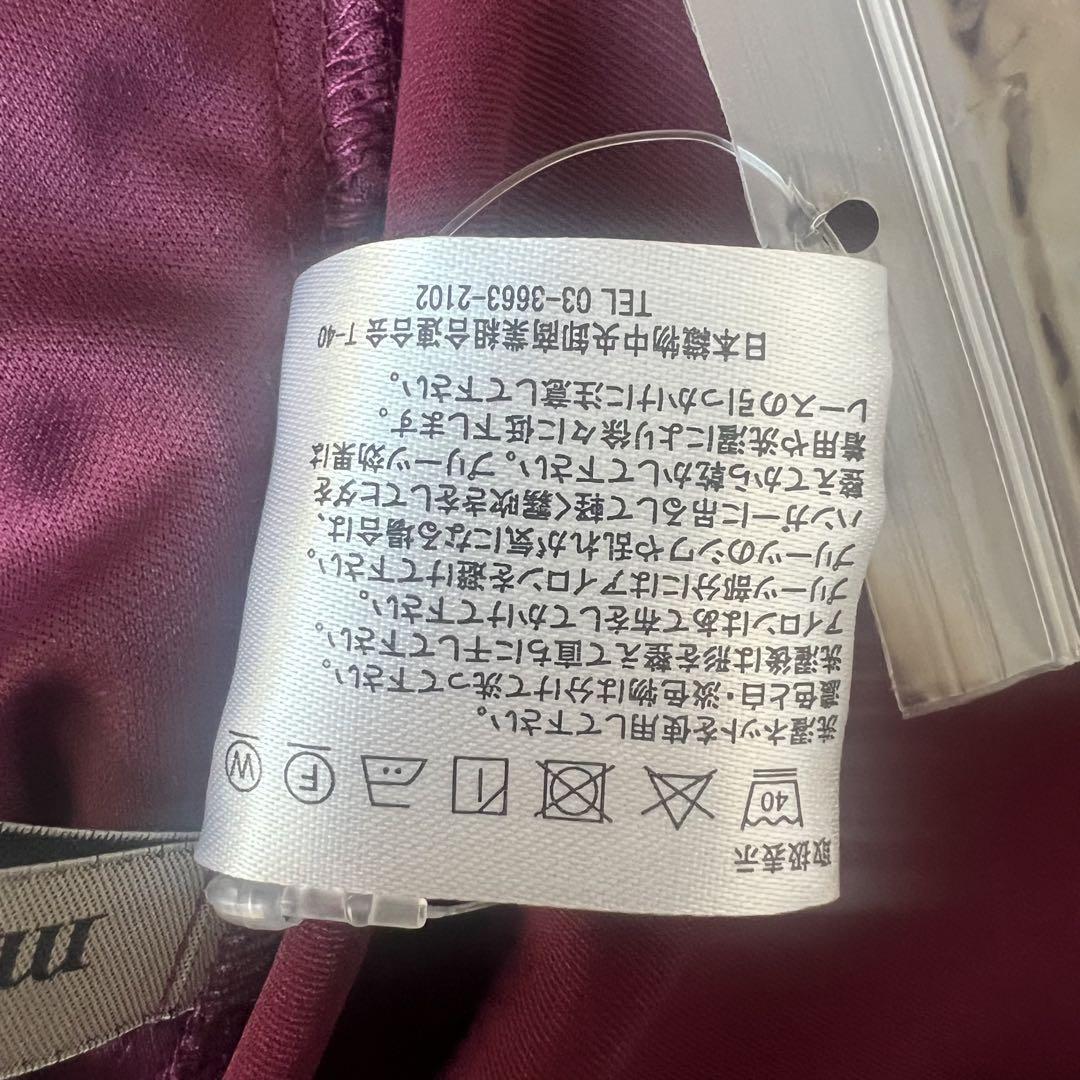 取扱表示
40
F
W
洗濯ネットを使用して下さい。
濃色と白・淡色物は分けて洗って下さい。
洗濯後は形を整えて直ちに干して下さい。
アイロンはあて布をしてかけて下さい。
プリーツ部分にはアイロンを避けて下さい。
プリーツのシワや乱れが気になる場合は、
ハンガーに吊るして軽く霧吹きをしてヒダを
整えてから乾かして下さい。プリーツ効果は
着用や洗濯により徐々に低下します。
レースの引っかけに注意して下さい。
日本織物中央卸商業組合連合会 T-40
TEL 03-3663-2102